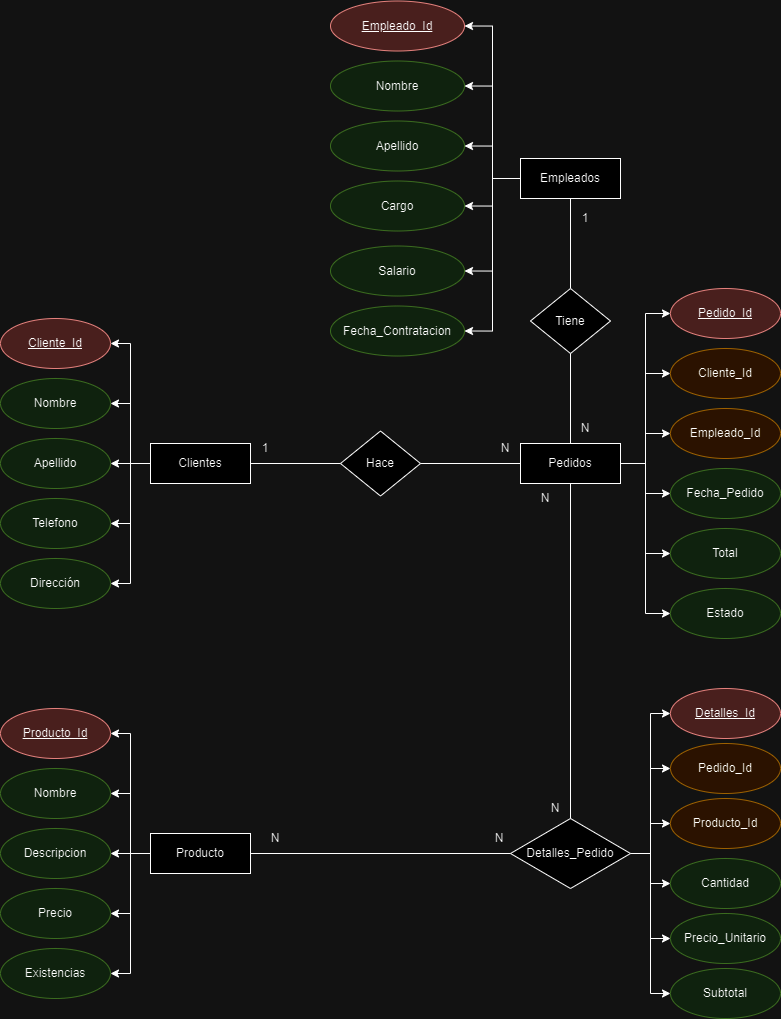 Empleado_Id
Nombre
Apellido
Cargo
Salario
Fecha_Contratacion
Empleados
1
Tiene
N
Cliente_Id
Nombre
Apellido
Telefono
Dirección
Clientes
1
Hace
N
Pedidos
N
Pedido_Id
Cliente_Id
Empleado_Id
Fecha_Pedido
Total
Estado
Producto_Id
Nombre
Descripcion
Precio
Existencias
Producto
N
N
N
Detalles_Pedido
Detalles_Id
Pedido_Id
Producto_Id
Cantidad
Precio_Unitario
Subtotal